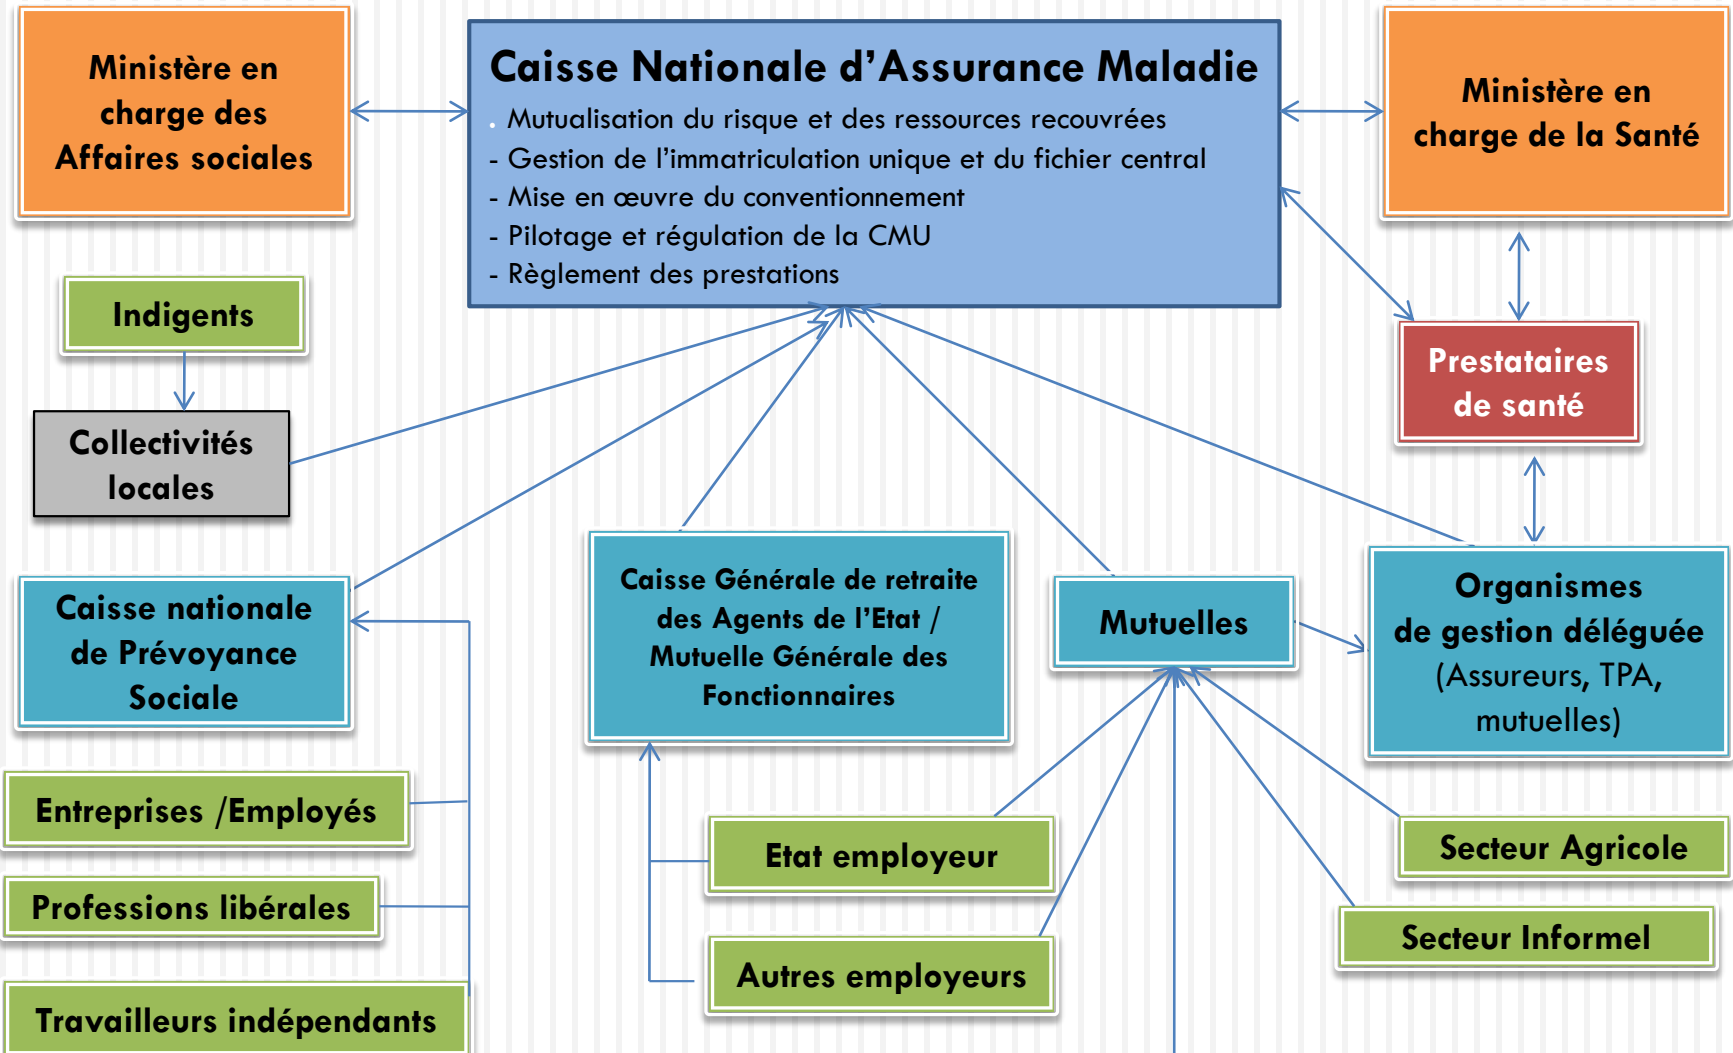 Ministère en
charge des
Affaires sociales
Caisse Nationale d’Assurance Maladie
. Mutualisation du risque et des ressources recouvrées
- Gestion de l’immatriculation unique et du fichier central
- Mise en œuvre du conventionnement
- Pilotage et régulation de la CMU
- Règlement des prestations
Ministère en
charge de la Santé
Indigents
Collectivités
locales
Prestataires
de santé
Caisse nationale
de Prévoyance
Sociale
Caisse Générale de retraite
des Agents de l’Etat /
Mutuelle Générale des
Fonctionnaires
Mutuelles
Organismes
de gestion déléguée
(Assureurs, TPA,
mutuelles)
Entreprises /Employés
Professions libérales
Travailleurs indépendants
Etat employeur
Autres employeurs
Secteur Agricole
Secteur Informel